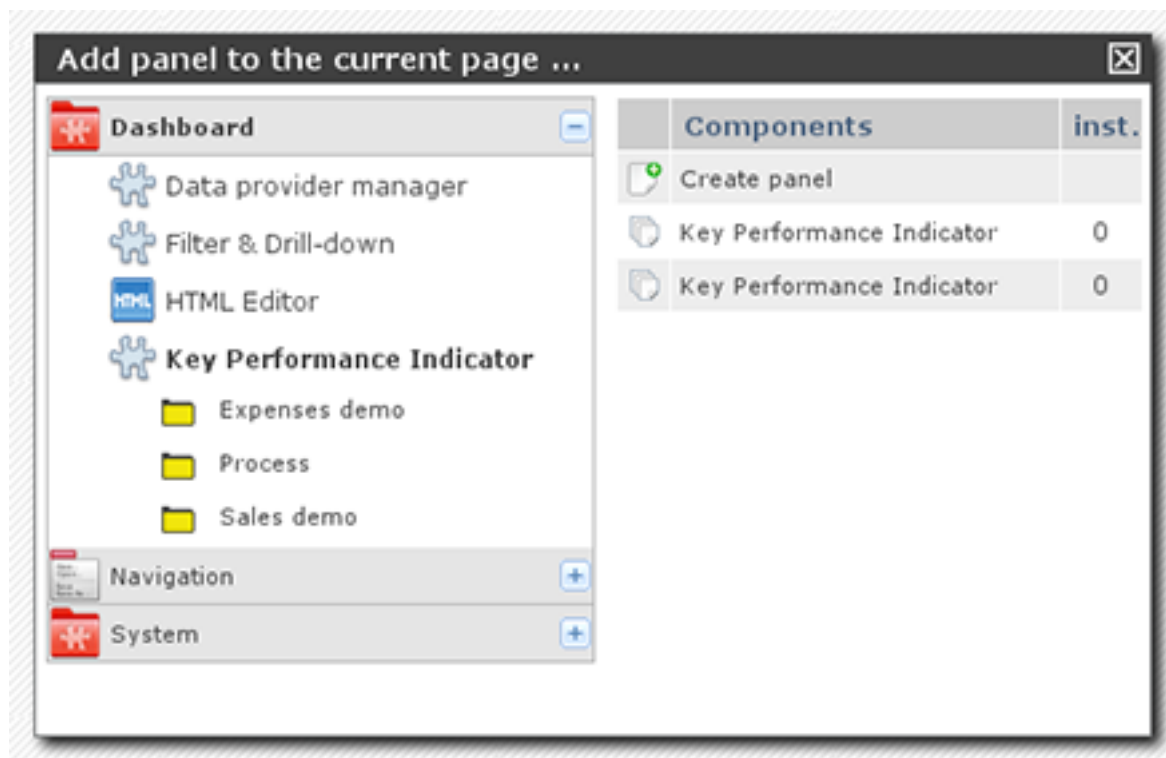 Add panel to the current page ...
Dashboard
Data provider manager
Filter & Drill-down
HTML
HTML Editor
Key Performance Indicator
Expenses demo
Process
Sales demo
Navigation
System
Components inst.
Create panel
Key Performance Indicator 0
Key Performance Indicator 0